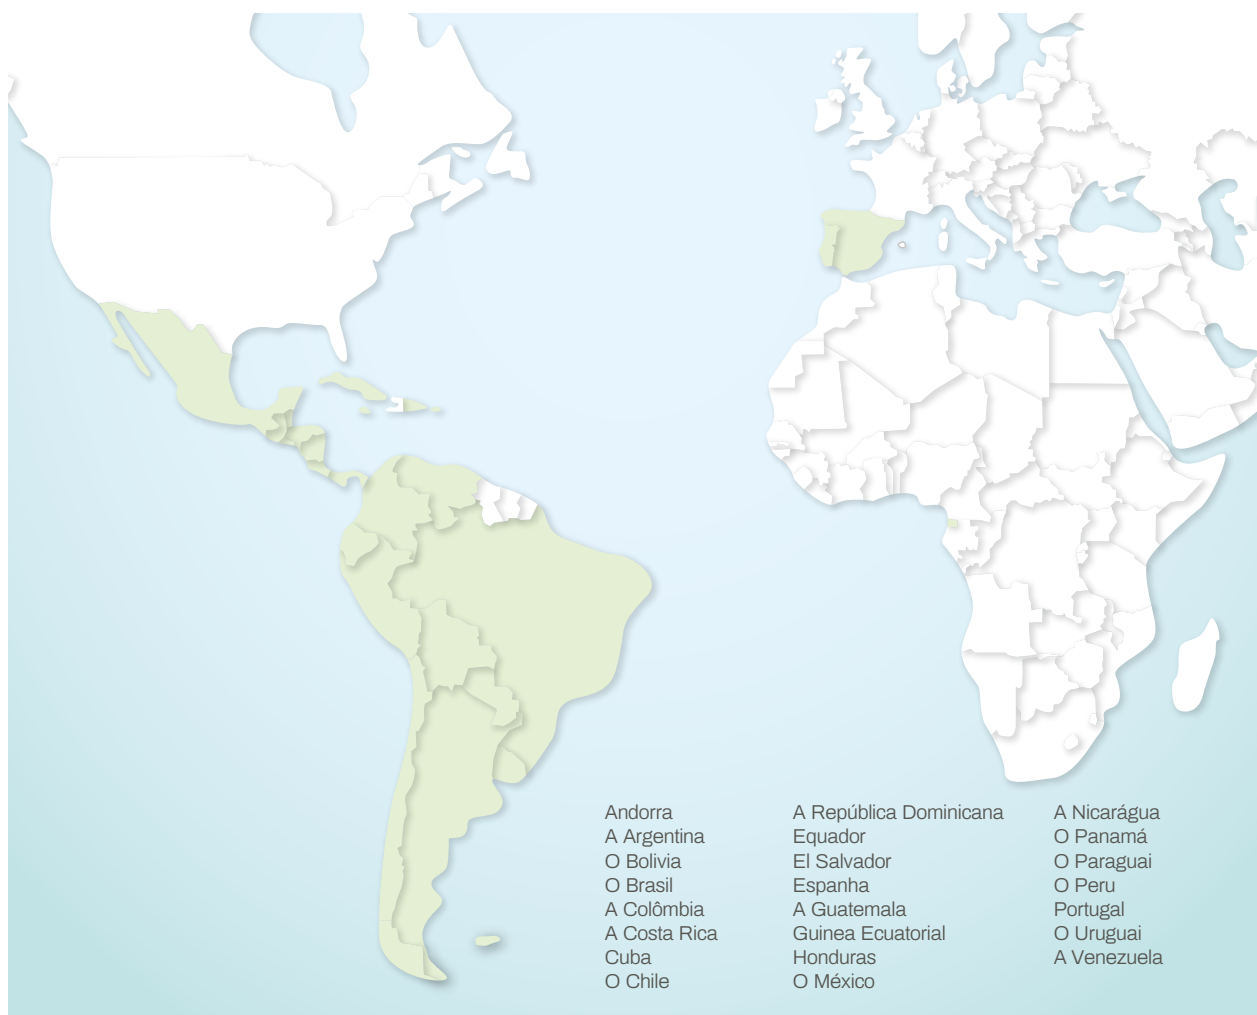 Andorra
A Argentina
O Bolivia
O Brasil
A Colômbia
A Costa Rica
Cuba
O Chile
A República Dominicana
Equador
El Salvador
Espanha
A Guatemala
Guinea Ecuatorial
Honduras
O México
A Nicarágua
O Panamá
O Paraguai
O Peru
Portugal
O Uruguai
A Venezuela